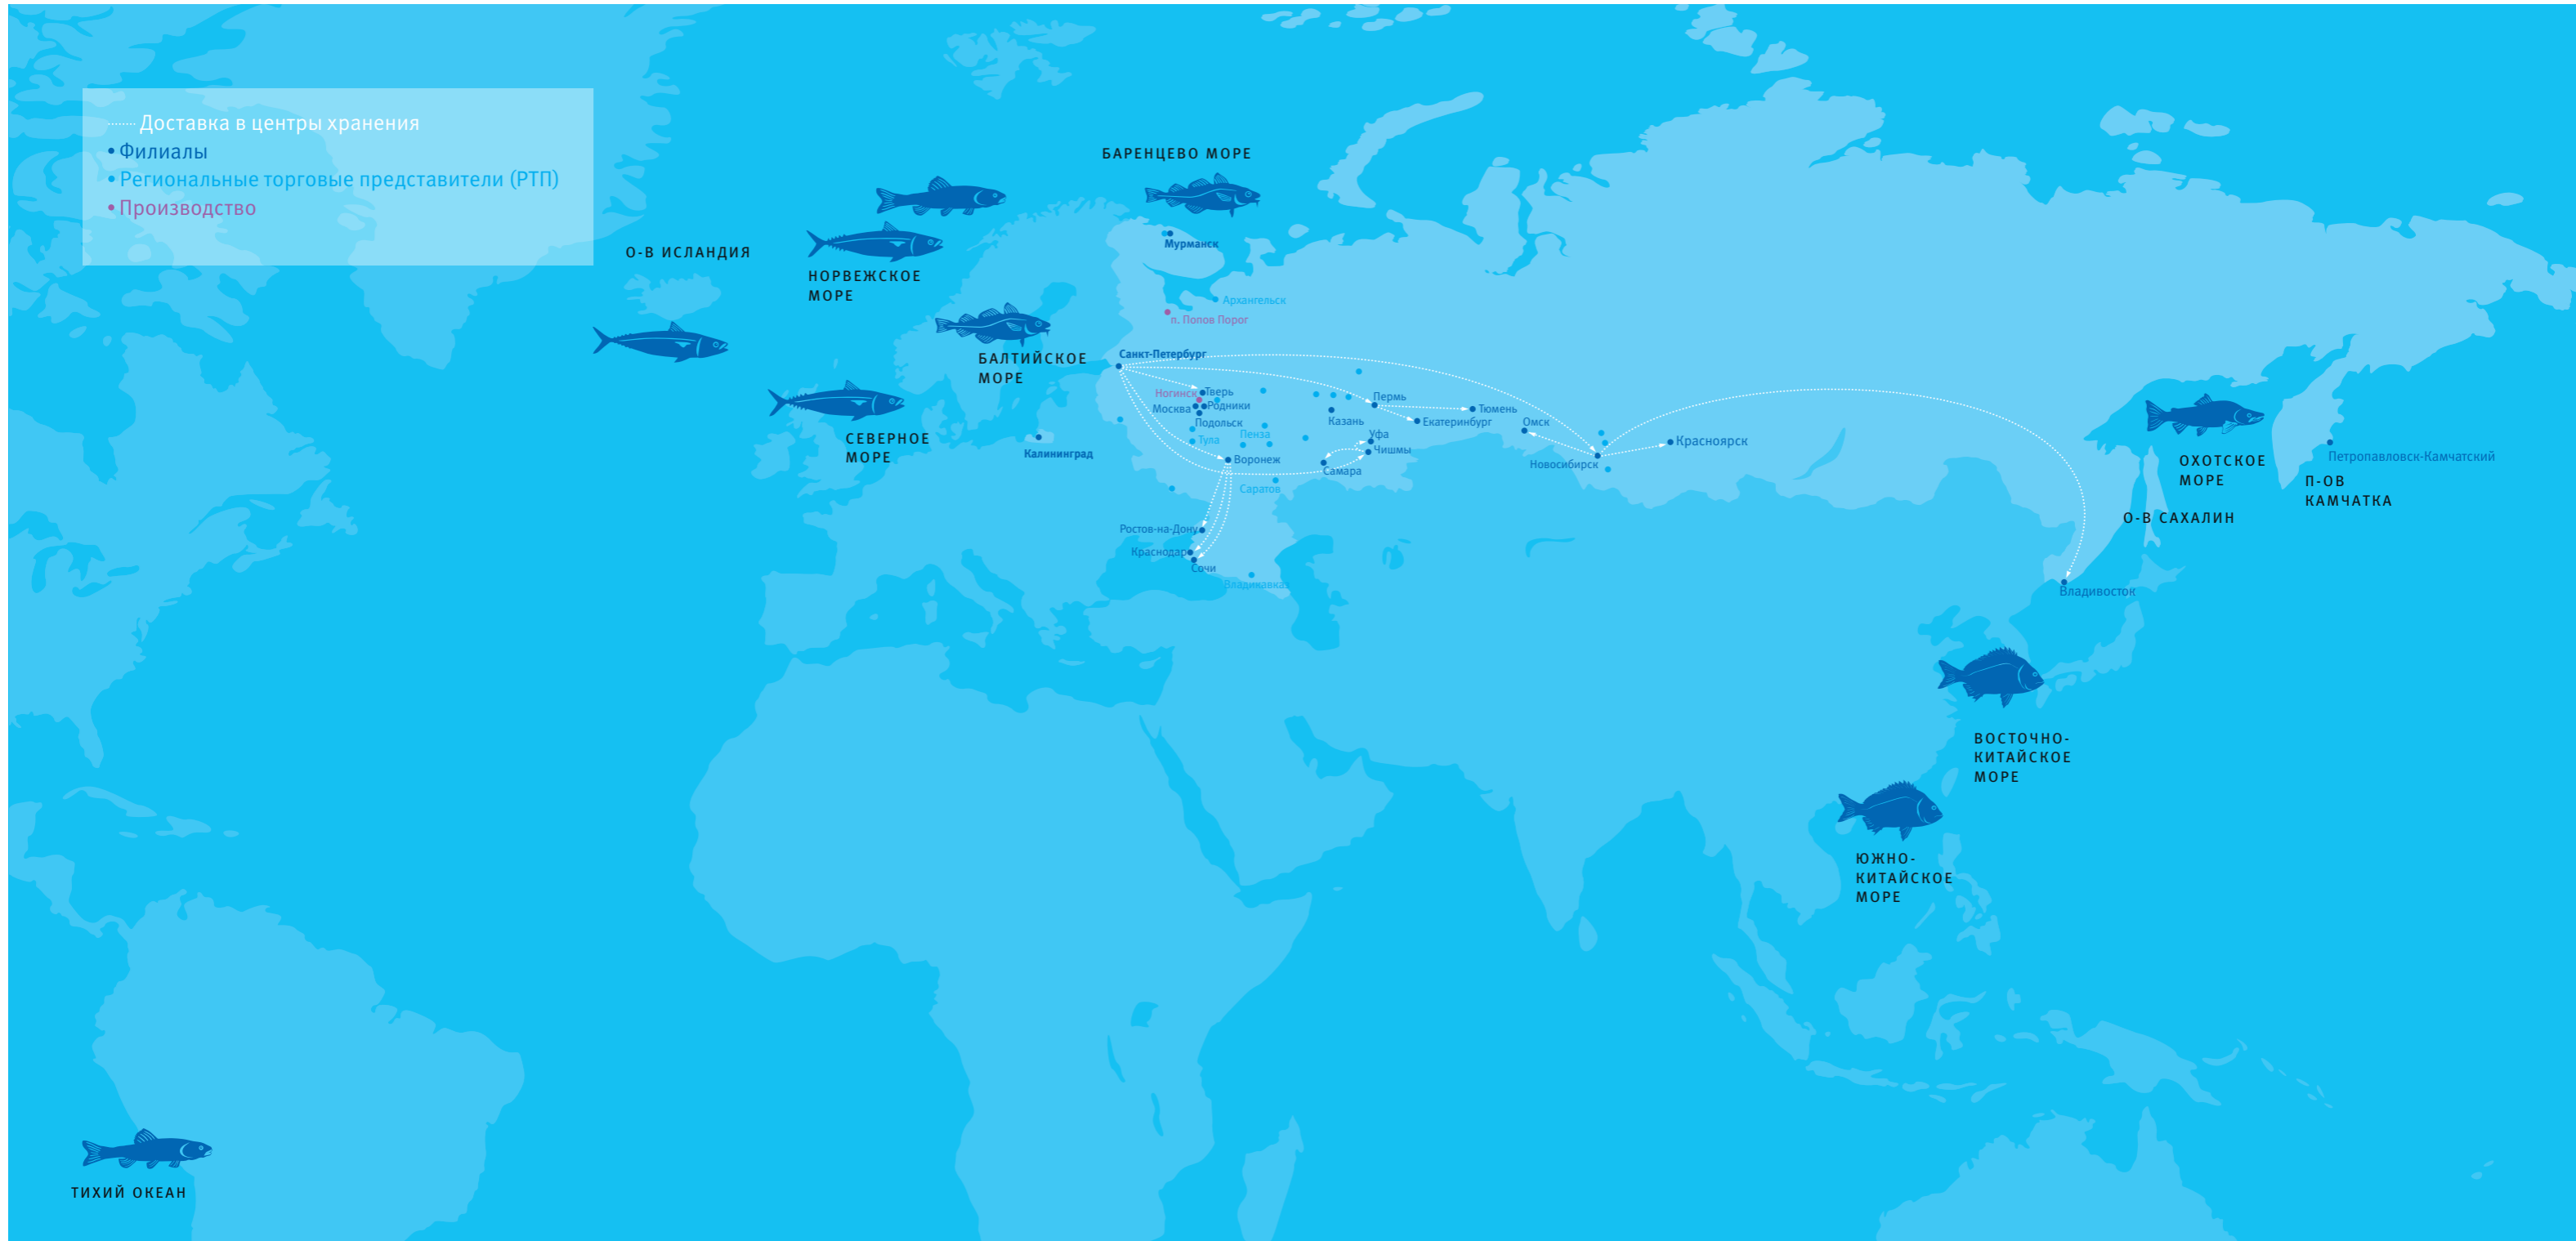 Доставка в центры хранения
Филиалы
Региональные торговые представители (РТП)
Производство
БАРЕНЦЕВО МОРЕ
О-В ИСЛАНДИЯ
НОРВЕЖСКОЕ
МОРЕ
Мурманск
Архангельск
п. Попов Порог
БАЛТИЙСКОЕ
МОРЕ
Санкт-Петербург
Ногинск
Тверь
Москва
Родники
Подольск
Тула
Пенза
Казань
Пермь
Тюмень
Екатеринбург
Омск
Уфа
Чишмы
Самара
Новосибирск
Красноярск
СЕВЕРНОЕ
МОРЕ
Калининград
Воронеж
Саратов
Ростов-на-Дону
Краснодар
Сочи
Владикавказ
Петропавловск-Камчатский
ОХОТСКОЕ
МОРЕ
П-ОВ
КАМЧАТКА
О-В САХАЛИН
Владивосток
ВОСТОЧНО-
КИТАЙСКОЕ
МОРЕ
ЮЖНО-
КИТАЙСКОЕ
МОРЕ
ТИХИЙ ОКЕАН